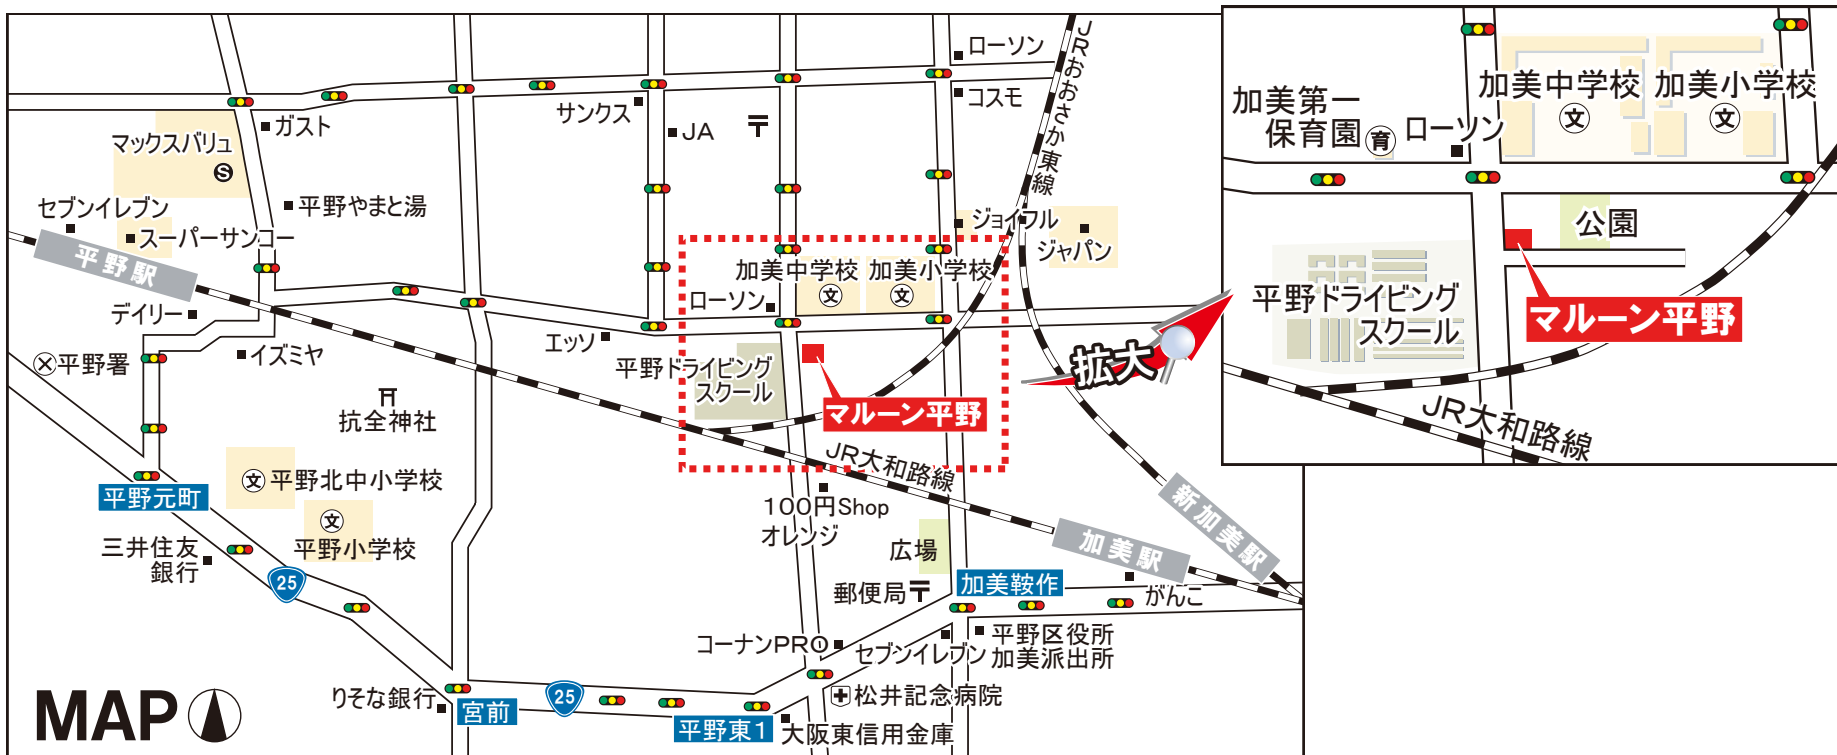 ローソン
コスモ
サンクス
JA
〒
JRおおさか東線
ガスト
マックスバリュ
S
平野やまと湯
セブンイレブン
スーパーサンコー
平野駅
デイリー
イズミヤ
平野署
ジョイフル
ジャパン
加美中学校
文
加美小学校
文
ローソン
エッソ
平野ドライビング
スクール
マルーン平野
拡大
抗全神社
JR大和路線
文
平野北中小学校
平野元町
文
平野小学校
三井住友
銀行
25
100円Shop
オレンジ
広場
郵便局〒
加美鞍作
加美駅
新加美駅
がんこ
平野区役所
加美派出所
セブンイレブン
コーナンPRO
松井記念病院
りそな銀行
宮前
25
平野東1
大阪東信用金庫
MAP
加美第一
保育園
育
ローソン
加美中学校
文
加美小学校
文
公園
平野ドライビング
スクール
マルーン平野
JR大和路線